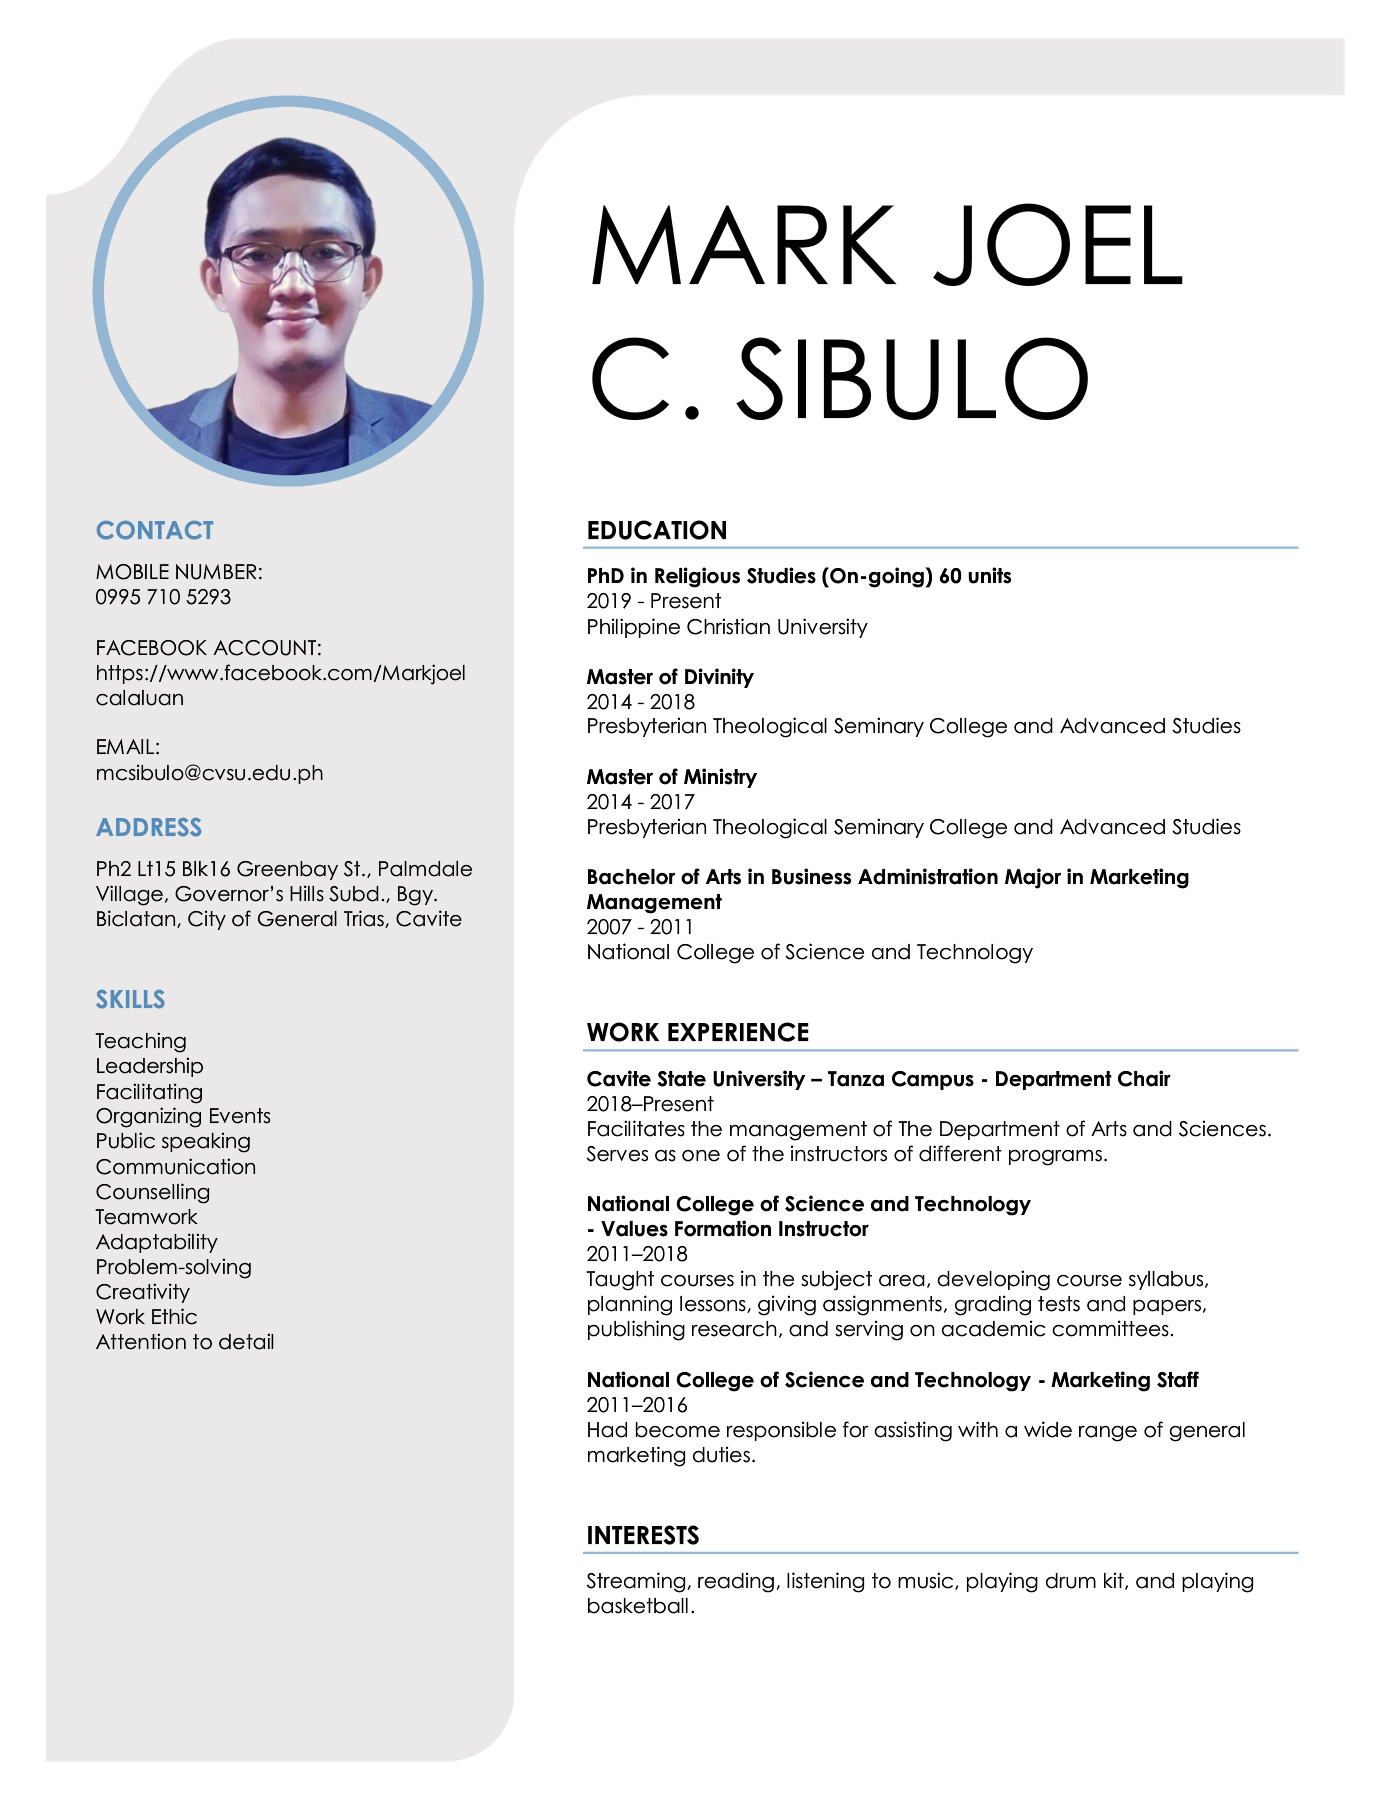 MARK JOEL
C. SIBULO
CONTACT
MOBILE NUMBER:
0995 710 5293
FACEBOOK ACCOUNT:
https://www.facebook.com/Markjoel
calaluan
EMAIL:
mcsibulo@cvsu.edu.ph
ADDRESS
Ph2 Lt15 Blk16 Greenbay St., Palmdale
Village, Governor’s Hills Subd., Bgy.
Biclatan, City of General Trias, Cavite
SKILLS
Teaching
Leadership
Facilitating
Organizing Events
Public speaking
Communication
Counselling
Teamwork
Adaptability
Problem-solving
Creativity
Work Ethic
Attention to detail
EDUCATION
PhD in Religious Studies (On-going) 60 units
2019 - Present
Philippine Christian University
Master of Divinity
2014 - 2018
Presbyterian Theological Seminary College and Advanced Studies
Master of Ministry
2014 - 2017
Presbyterian Theological Seminary College and Advanced Studies
Bachelor of Arts in Business Administration Major in Marketing
Management
2007 - 2011
National College of Science and Technology
WORK EXPERIENCE
Cavite State University – Tanza Campus - Department Chair
2018–Present
Facilitates the management of The Department of Arts and Sciences.
Serves as one of the instructors of different programs.
National College of Science and Technology
- Values Formation Instructor
2011–2018
Taught courses in the subject area, developing course syllabus,
planning lessons, giving assignments, grading tests and papers,
publishing research, and serving on academic committees.
National College of Science and Technology - Marketing Staff
2011–2016
Had become responsible for assisting with a wide range of general
marketing duties.
INTERESTS
Streaming, reading, listening to music, playing drum kit, and playing
basketball.